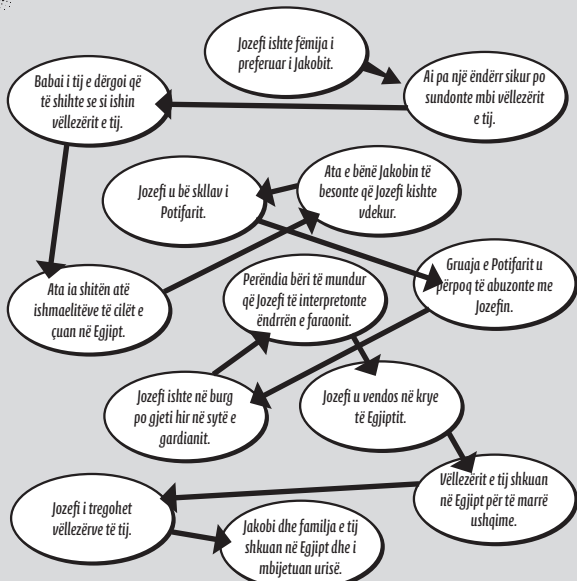 Jozefi ishte fëmija i
preferuar i Jakobit.
Ai pa një ëndërr sikur po
sundonte mbi vëllezërit
e tij.
Babai i tij e dërgoi që
të shihte se si ishin
vëllezërit e tij.
Ata ia shitën atë
ishmaelitëve të cilët e
çuan në Egjipt.
Ata e bënë Jakobin të
besonte që Jozefi kishte
vdekur.
Jozefi u bë skllav i
Potifarit.
Gruaja e Potifarit u
përpoq të abuzonte me
Jozefin.
Jozefi ishte në burg
po gjeti hir në sytë e
gardianit.
Perëndia bëri të mundur
që Jozefi të interpretonte
ëndrrën e faraonit.
Jozefi u vendos në krye
të Egjiptit.
Vëllezërit e tij shkuan
në Egjipt për të marrë
ushqime.
Jozefi i tregohet
vëllezërve të tij.
Jakobi dhe familja e tij
shkuan në Egjipt dhe i
mbijetuan urisë.